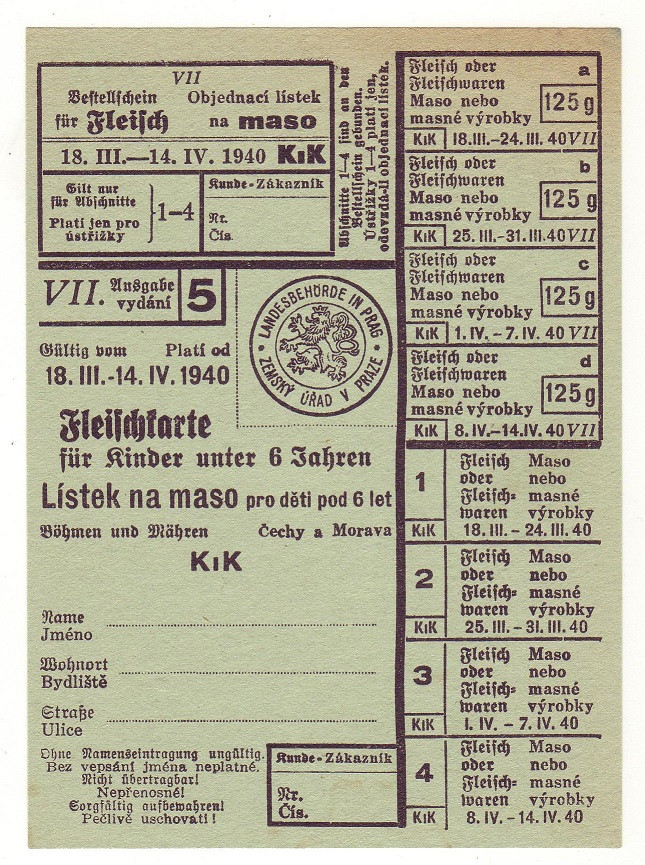 VII
Bestellschein Objednací lístek
für Fleisch na maso
18. III.—14. IV. 1940 KıK
Gilt nur
für Abschnitte
Platí jen pro
ústřižky
1–4
Kunde - Zákazník
Nr.
Čís.
Abschnitte 1–4 sind an den
Bestellschein gebunden.
Ústřižky 1–4 platí jen,
odevzdá-li objednací lístek.
VII. Ausgabe
vydání
5
LANDESBEHÖRDE IN PRAG
ZEMSKÝ ÚŘAD V PRAZE
Gültig vom Platí od
18. III.-14. IV. 1940
Fleischkarte
für Kinder unter 6 Jahren
Lístek na maso pro děti pod 6 let
Böhmen und Mähren Čechy a Morava
KıK
Name
Jméno
Wohnort
Bydliště
Straße
Ulice
Ohne Namenseintragung ungültig.
Bez vepsání jména neplatné.
Nicht übertragbar!
Nepřenosné!
Sorgfältig aufbewahren!
Pečlivě uschovati!
Kunde - Zákazník
Nr.
Čís.
Fleisch oder a
Fleischwaren
Maso nebo
masné výrobky
125 g
KıK 18. III.-24. III. 40 VII
Fleisch oder b
Fleischwaren
Maso nebo
masné výrobky
125 g
KıK 25. III.-31. III. 40 VII
Fleisch oder c
Fleischwaren
Maso nebo
masné výrobky
125 g
KıK 1. IV.- 7. IV. 40 VII
Fleisch oder d
Fleischwaren
Maso nebo
masné výrobky
125 g
KıK 8. IV.-14. IV. 40 VII
1
Fleisch Maso
oder nebo
Fleisch= masné
waren výrobky
KıK 18. III. - 24. III. 40
2
Fleisch Maso
oder nebo
Fleisch= masné
waren výrobky
KıK 25. III. - 31. III. 40
3
Fleisch Maso
oder nebo
Fleisch= masné
waren výrobky
KıK 1. IV. - 7. IV. 40
4
Fleisch Maso
oder nebo
Fleisch= masné
waren výrobky
KıK 8. IV. - 14. IV. 40